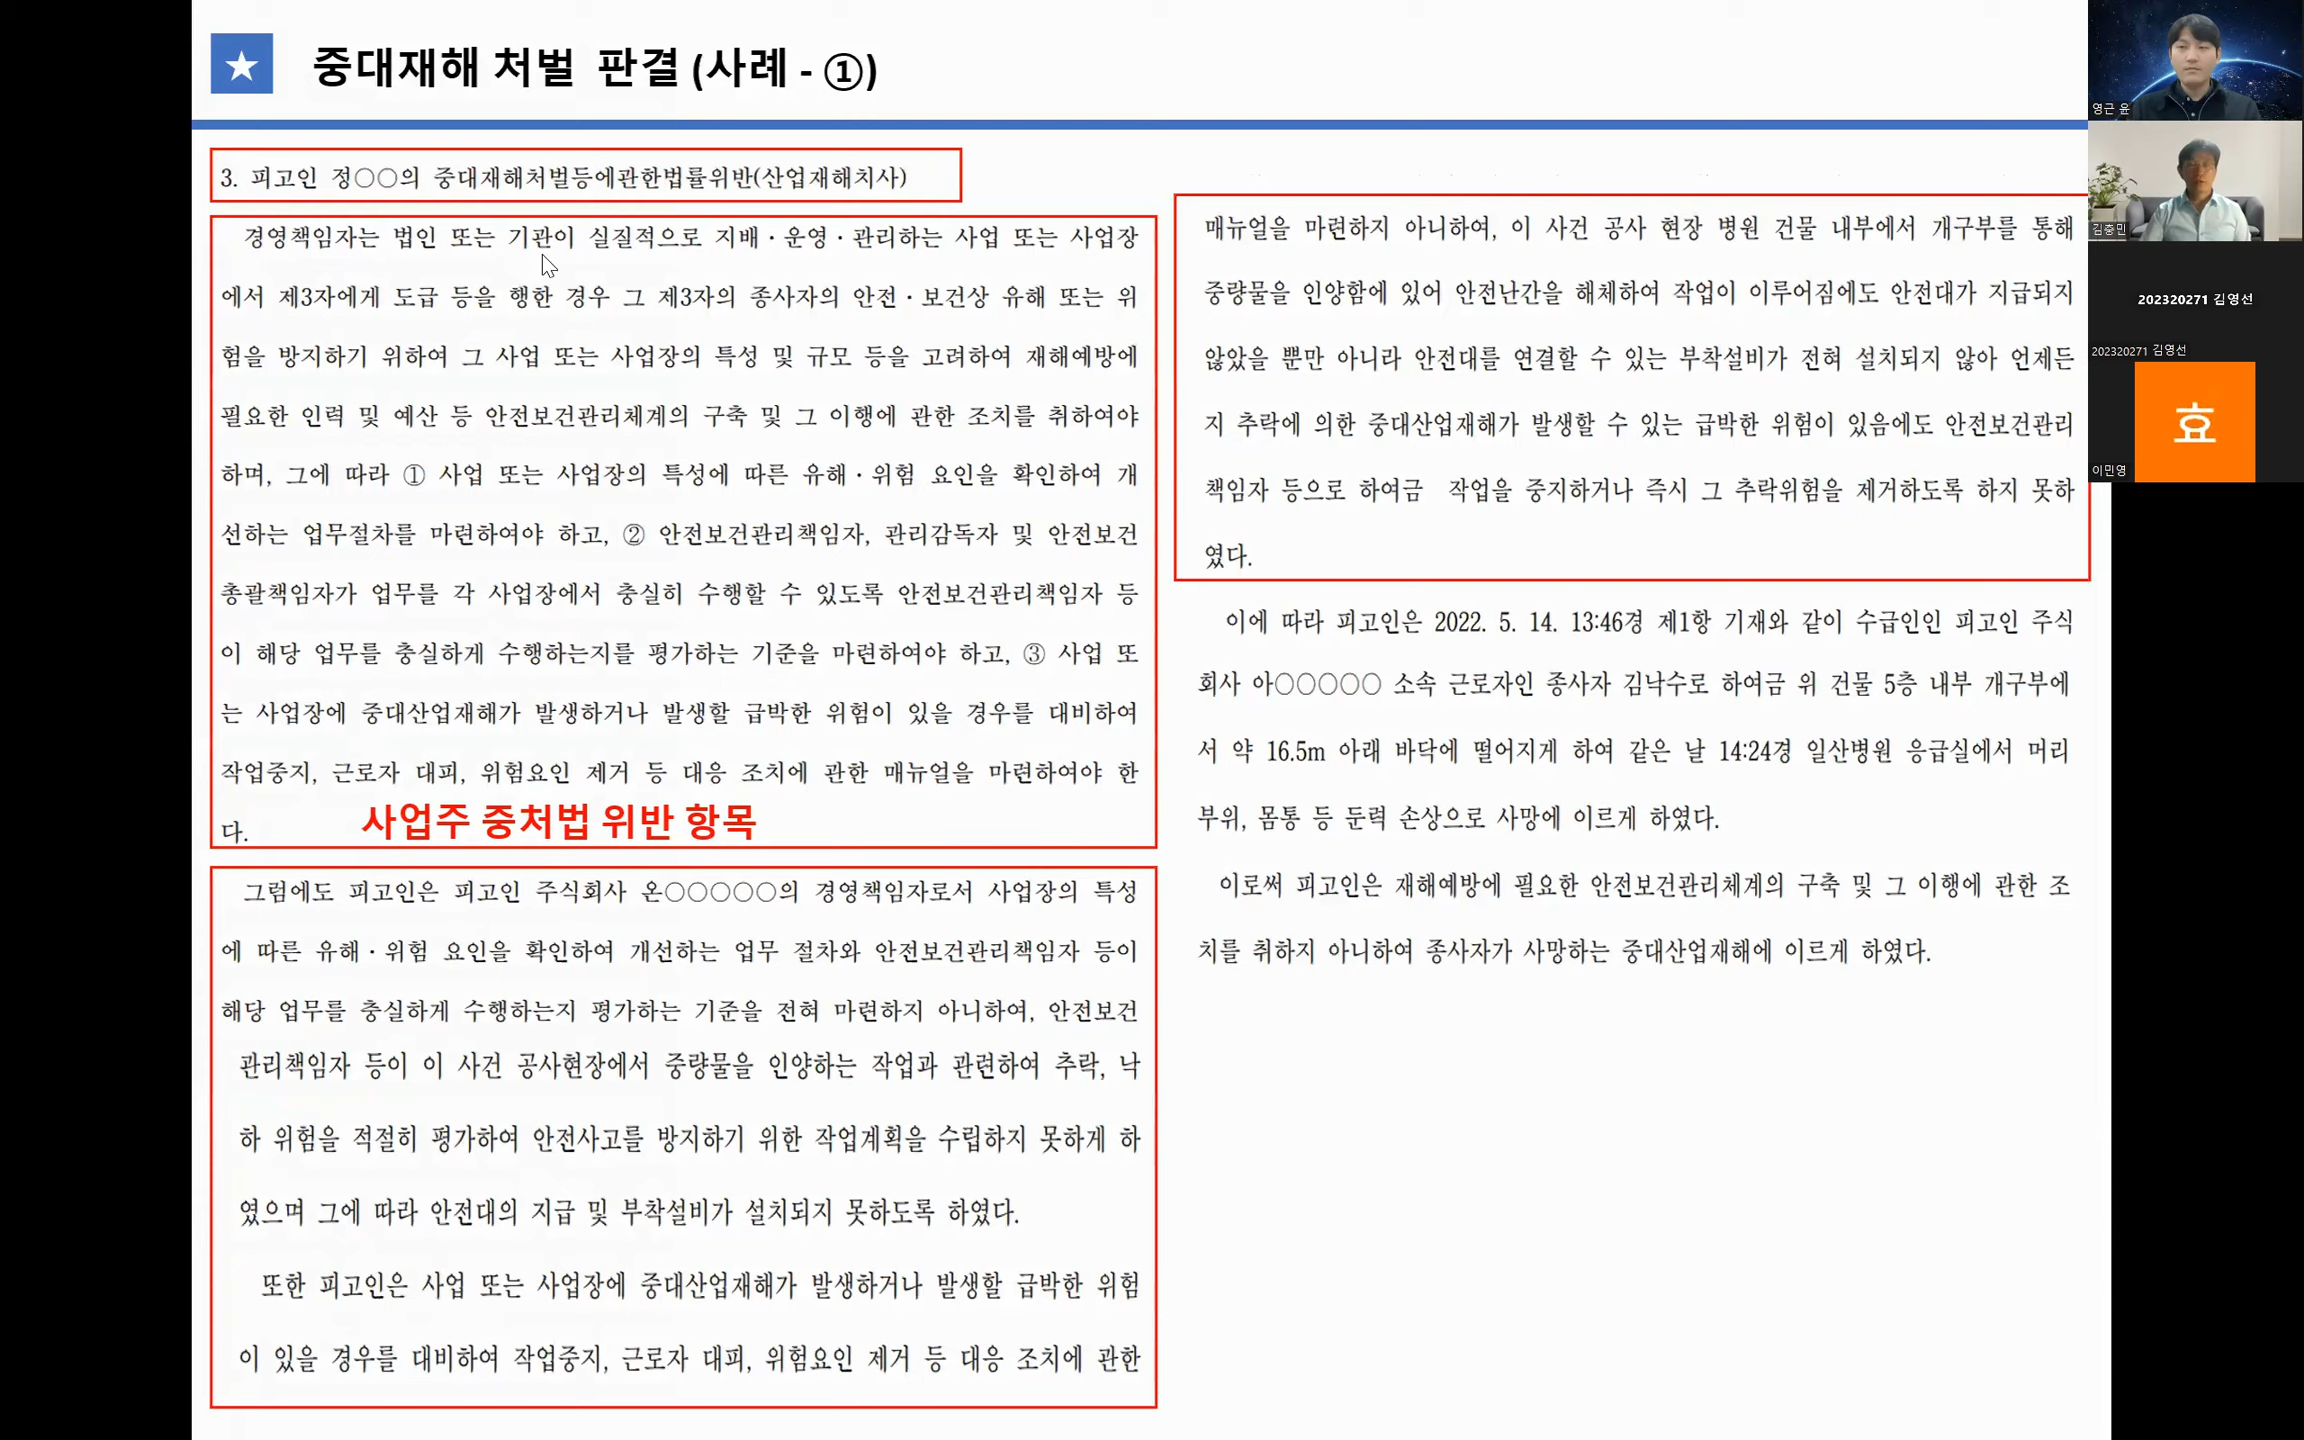 중대재해 처벌 판결 (사례 - ①)
3. 피고인 정○○의 중대재해처벌등에관한법률위반(산업재해치사)
경영책임자는 법인 또는 기관이 실질적으로 지배·운영·관리하는 사업 또는 사업장
에서 제3자에게 도급 등을 행한 경우 그 제3자의 종사자의 안전·보건상 유해 또는 위
험을 방지하기 위하여 그 사업 또는 사업장의 특성 및 규모 등을 고려하여 재해예방에
필요한 인력 및 예산 등 안전보건관리체계의 구축 및 그 이행에 관한 조치를 취하여야
하며, 그에 따라 ① 사업 또는 사업장의 특성에 따른 유해·위험 요인을 확인하여 개
선하는 업무절차를 마련하여야 하고, ② 안전보건관리책임자, 관리감독자 및 안전보건
총괄책임자가 업무를 각 사업장에서 충실히 수행할 수 있도록 안전보건관리책임자 등
이 해당 업무를 충실하게 수행하는지를 평가하는 기준을 마련하여야 하고, ③ 사업 또
는 사업장에 중대산업재해가 발생하거나 발생할 급박한 위험이 있을 경우를 대비하여
작업중지, 근로자 대피, 위험요인 제거 등 대응 조치에 관한 매뉴얼을 마련하여야 한
다.
사업주 중처법 위반 항목
그럼에도 피고인은 피고인 주식회사 온○○○○○의 경영책임자로서 사업장의 특성
에 따른 유해·위험 요인을 확인하여 개선하는 업무 절차와 안전보건관리책임자 등이
해당 업무를 충실하게 수행하는지 평가하는 기준을 전혀 마련하지 아니하여, 안전보건
관리책임자 등이 이 사건 공사현장에서 중량물을 인양하는 작업과 관련하여 추락, 낙
하 위험을 적절히 평가하여 안전사고를 방지하기 위한 작업계획을 수립하지 못하게 하
였으며 그에 따라 안전대의 지급 및 부착설비가 설치되지 못하도록 하였다.
또한 피고인은 사업 또는 사업장에 중대산업재해가 발생하거나 발생할 급박한 위험
이 있을 경우를 대비하여 작업중지, 근로자 대피, 위험요인 제거 등 대응 조치에 관한
매뉴얼을 마련하지 아니하여, 이 사건 공사 현장 병원 건물 내부에서 개구부를 통해
중량물을 인양함에 있어 안전난간을 해체하여 작업이 이루어짐에도 안전대가 지급되지
않았을 뿐만 아니라 안전대를 연결할 수 있는 부착설비가 전혀 설치되지 않아 언제든
지 추락에 의한 중대산업재해가 발생할 수 있는 급박한 위험이 있음에도 안전보건관리
책임자 등으로 하여금 작업을 중지하거나 즉시 그 추락위험을 제거하도록 하지 못하
였다.
이에 따라 피고인은 2022. 5. 14. 13:46경 제1항 기재와 같이 수급인인 피고인 주식
회사 아○○○○○ 소속 근로자인 종사자 김낙수로 하여금 위 건물 5층 내부 개구부에
서 약 16.5m 아래 바닥에 떨어지게 하여 같은 날 14:24경 일산병원 응급실에서 머리
부위, 몸통 등 둔력 손상으로 사망에 이르게 하였다.
이로써 피고인은 재해예방에 필요한 안전보건관리체계의 구축 및 그 이행에 관한 조
치를 취하지 아니하여 종사자가 사망하는 중대산업재해에 이르게 하였다.
영근 윤
김충민
202320271 김영선
202320271 김영선
효
이민영